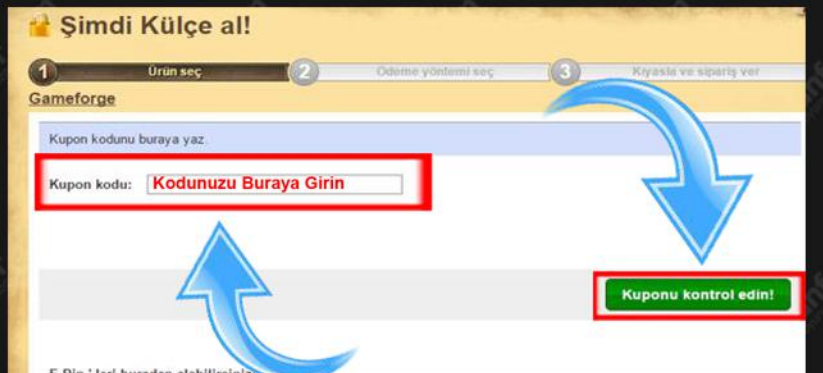 Şimdi Külçe al!
1 Ürün seç 2 Ödeme yöntemi seç 3 Kıyasla ve sipariş ver
Gameforge
Kupon kodunu buraya yaz.
Kupon kodu: Kodunuzu Buraya Girin
Kuponu kontrol edin!